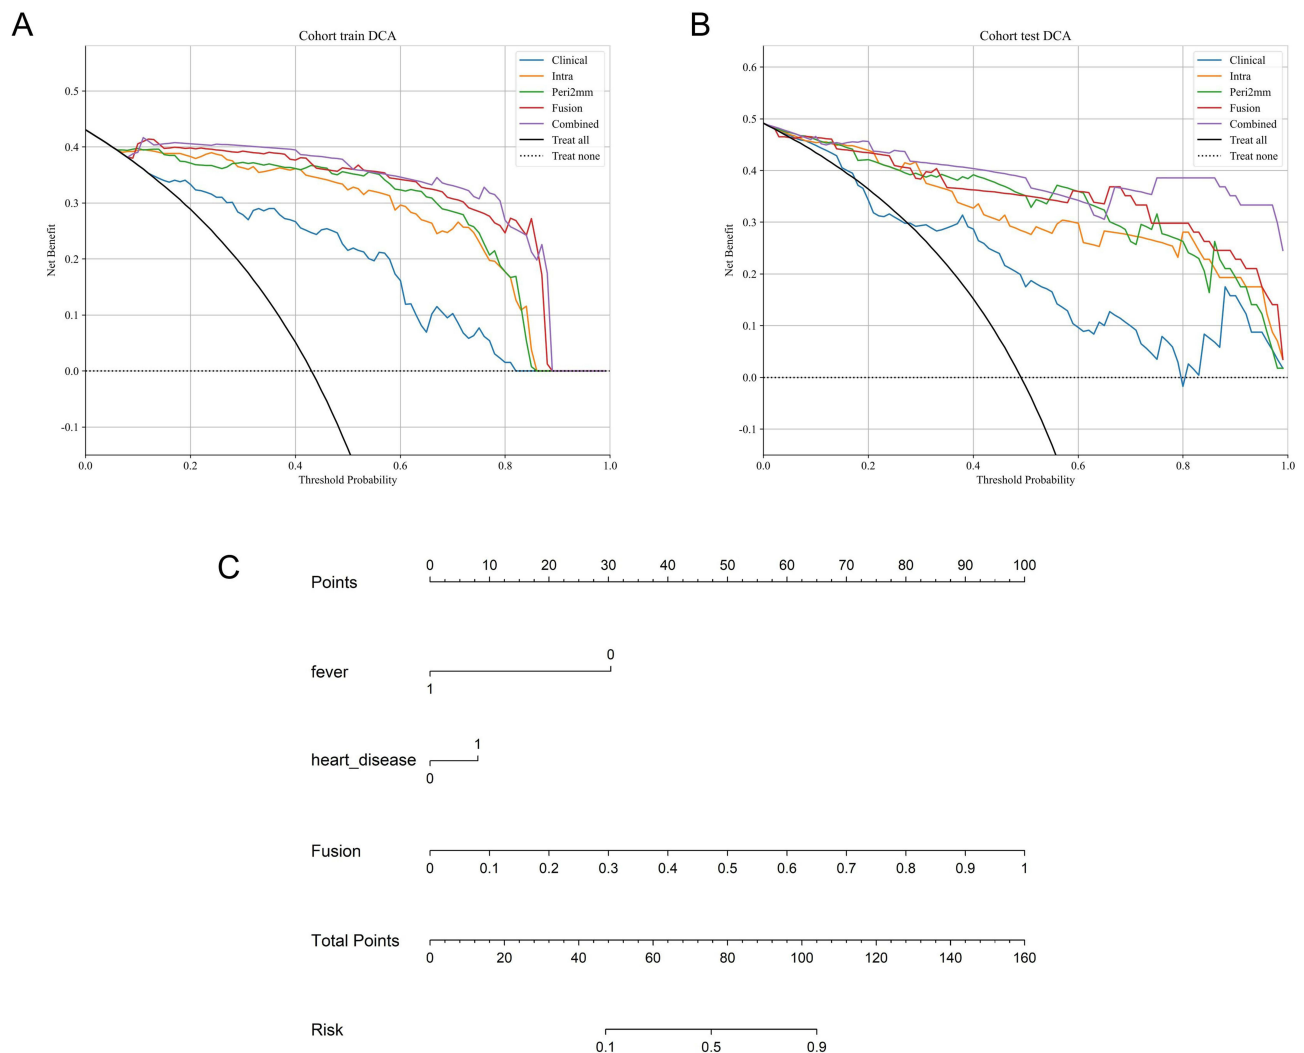 A
Cohort train DCA
Net Benefit
0.5
0.4
0.3
0.2
0.1
0.0
-0.1
Clinical
Intra
Peri2mm
Fusion
Combined
Treat all
Treat none
0.0 0.2 0.4 0.6 0.8 1.0
Threshold Probability
B
Cohort test DCA
Net Benefit
0.6
0.5
0.4
0.3
0.2
0.1
0.0
-0.1
Clinical
Intra
Peri2mm
Fusion
Combined
Treat all
Treat none
0.0 0.2 0.4 0.6 0.8 1.0
Threshold Probability
C
0 10 20 30 40 50 60 70 80 90 100
Points
0
fever
1
1
heart_disease
0
Fusion
0 0.1 0.2 0.3 0.4 0.5 0.6 0.7 0.8 0.9 1
Total Points
0 20 40 60 80 100 120 140 160
Risk
0.1 0.5 0.9